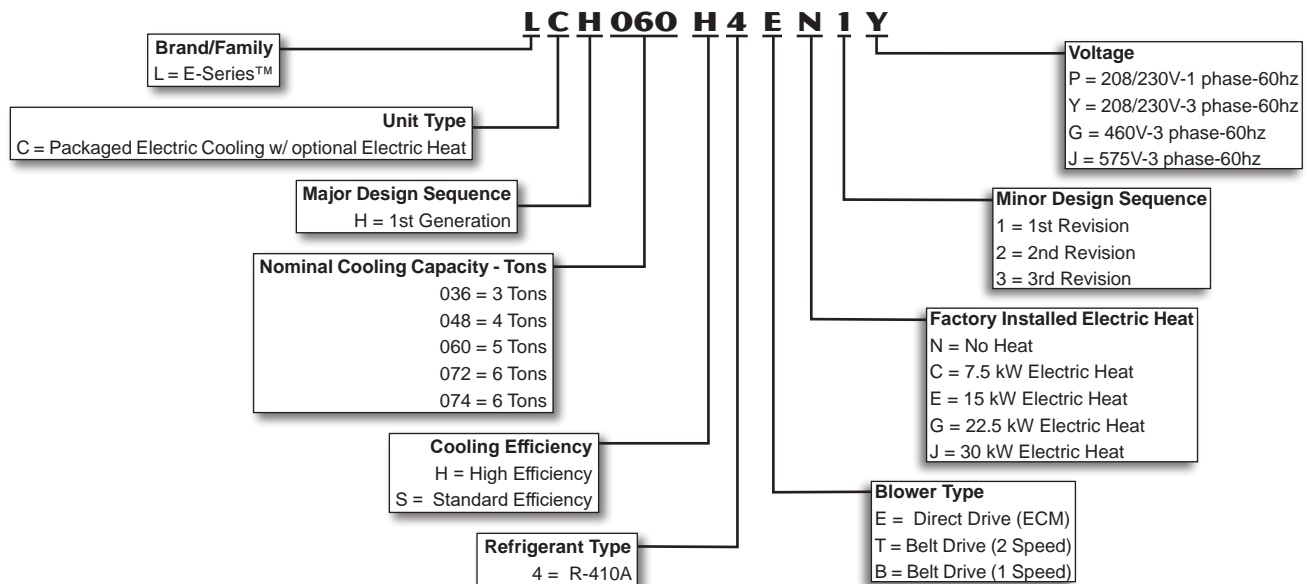 L C H 060 H 4 E N 1 Y
Brand/Family
L = E-Series™
Unit Type
C = Packaged Electric Cooling w/ optional Electric Heat
Major Design Sequence
H = 1st Generation
Nominal Cooling Capacity - Tons
036 = 3 Tons
048 = 4 Tons
060 = 5 Tons
072 = 6 Tons
074 = 6 Tons
Cooling Efficiency
H = High Efficiency
S = Standard Efficiency
Refrigerant Type
4 = R-410A
Voltage
P = 208/230V-1 phase-60hz
Y = 208/230V-3 phase-60hz
G = 460V-3 phase-60hz
J = 575V-3 phase-60hz
Minor Design Sequence
1 = 1st Revision
2 = 2nd Revision
3 = 3rd Revision
Factory Installed Electric Heat
N = No Heat
C = 7.5 kW Electric Heat
E = 15 kW Electric Heat
G = 22.5 kW Electric Heat
J = 30 kW Electric Heat
Blower Type
E = Direct Drive (ECM)
T = Belt Drive (2 Speed)
B = Belt Drive (1 Speed)